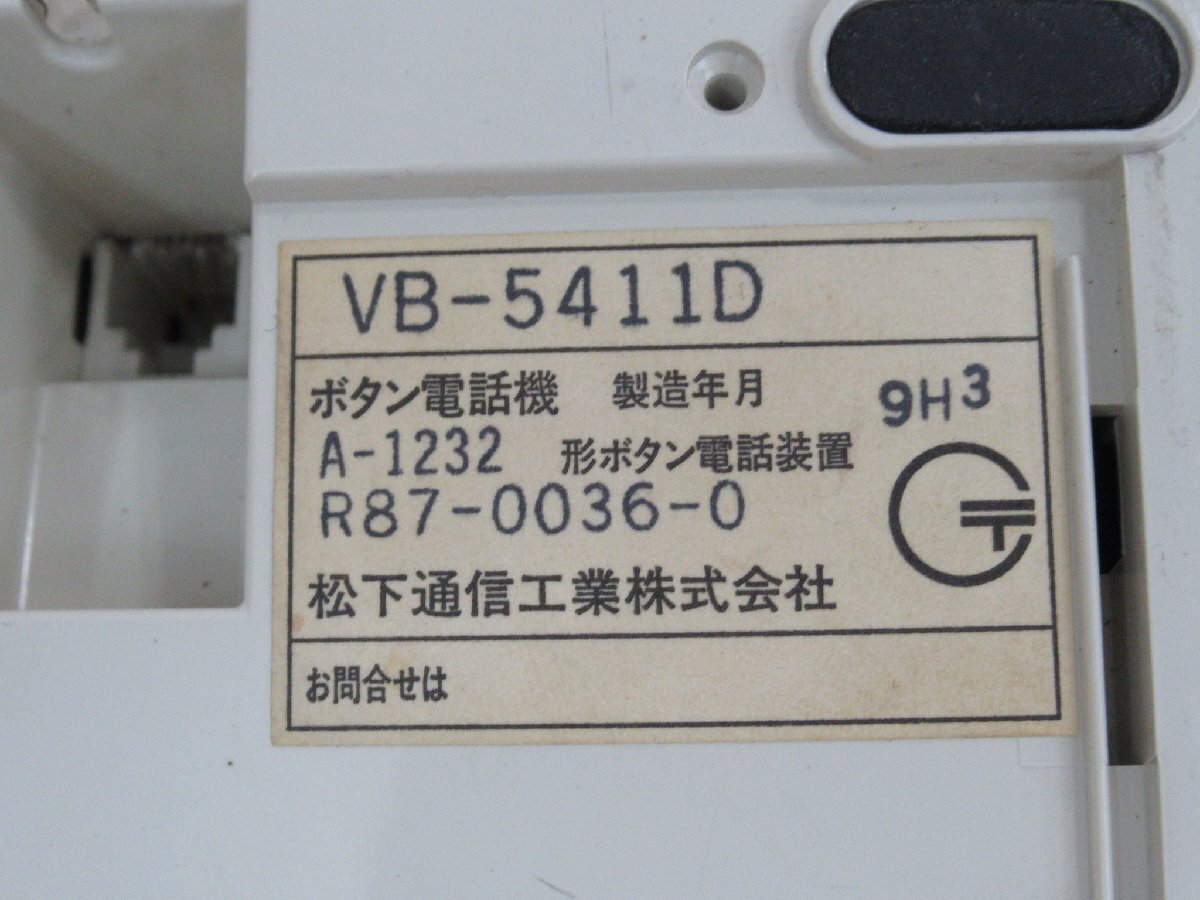 VB-5411D
ボタン電話機 製造年月 9H3
A-1232 形ボタン電話装置
R87-0036-0
松下通信工業株式会社
お問合せは